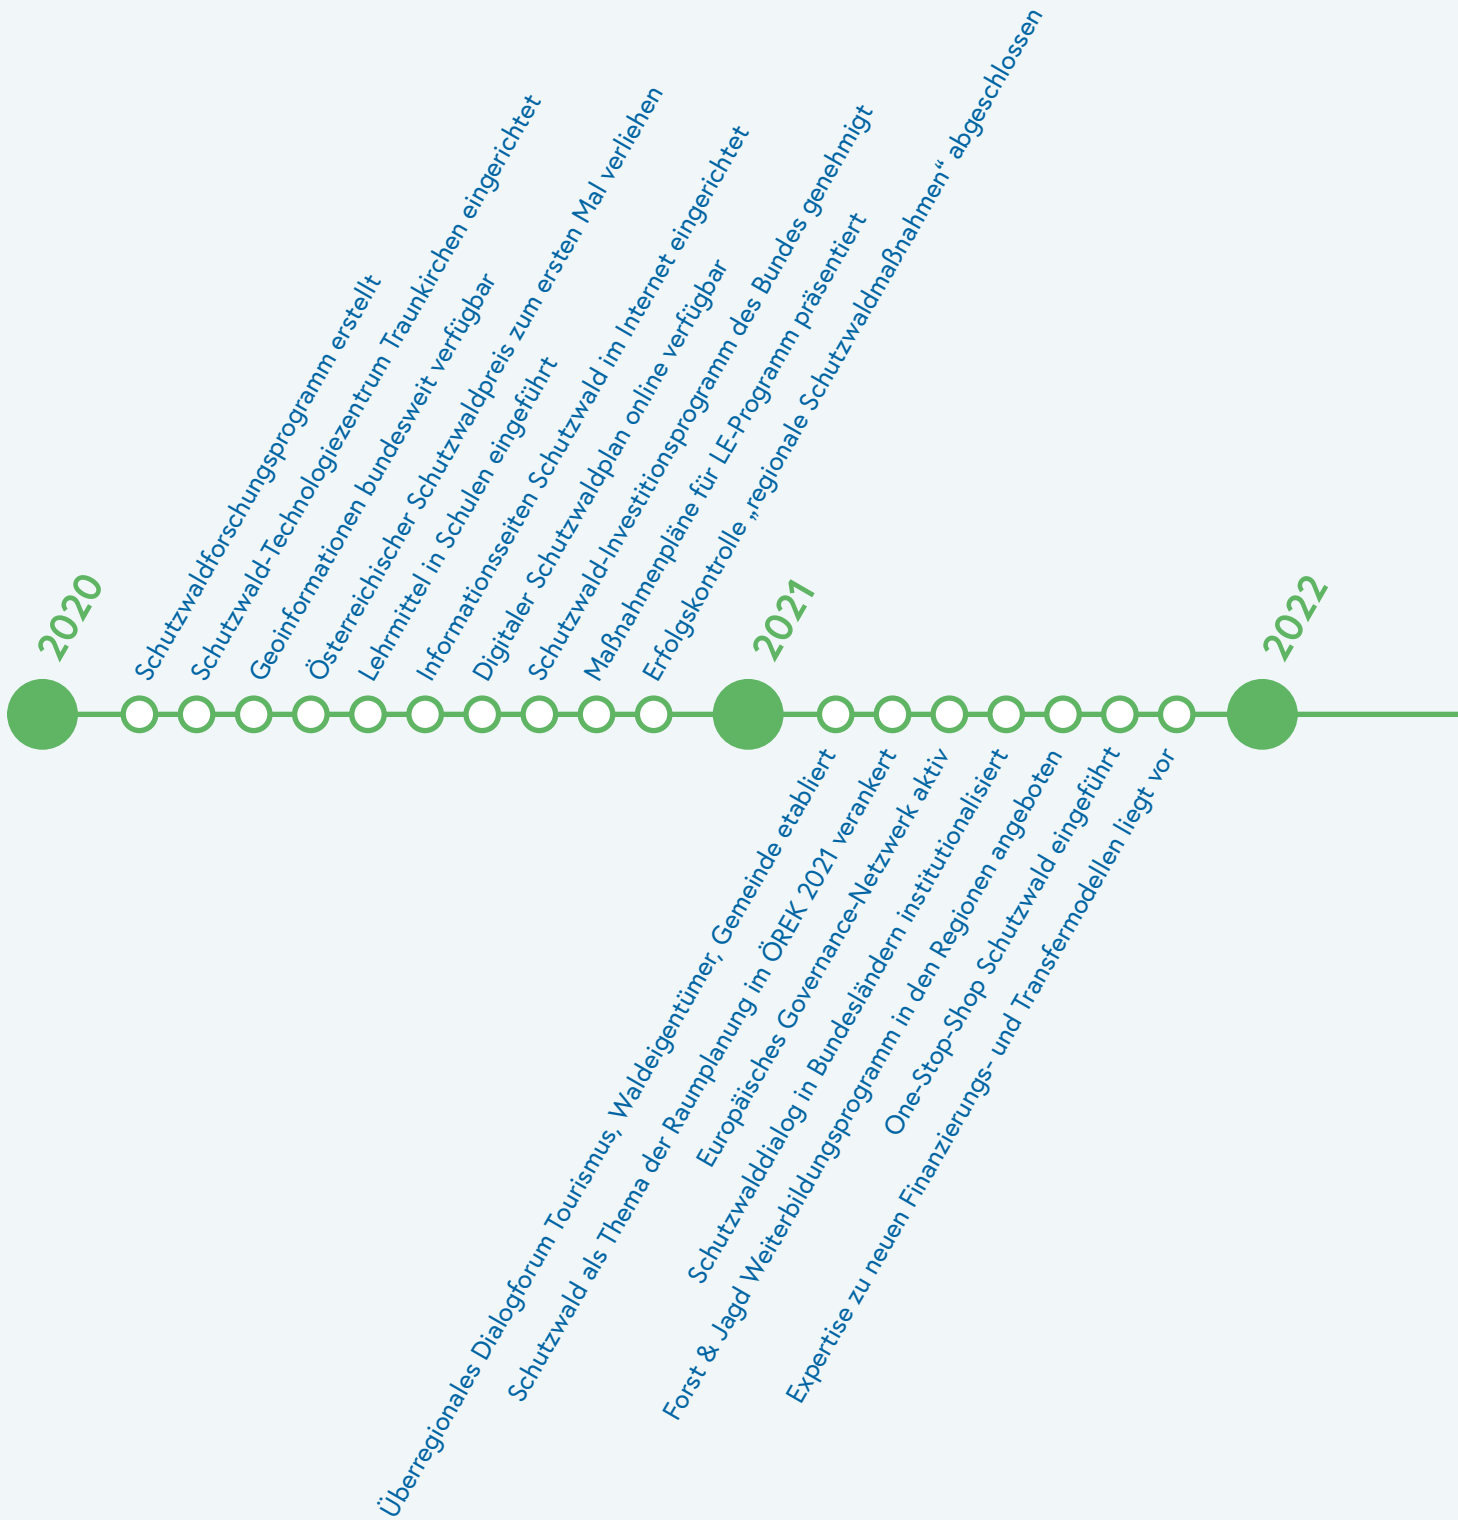 2020
Schutzwaldforschungsprogramm erstellt
Schutzwald-Technologiezentrum Traunkirchen eingerichtet
Geoinformationen bundesweit verfügbar
Österreichischer Schutzwaldpreis zum ersten Mal verliehen
Lehrmittel in Schulen eingeführt
Informationsseiten Schutzwald im Internet eingerichtet
Digitaler Schutzwaldplan online verfügbar
Schutzwald-Investitionsprogramm des Bundes genehmigt
Maßnahmenpläne für LE-Programm präsentiert
Erfolgskontrolle „regionale Schutzwaldmaßnahmen“ abgeschlossen
2021
Überregionales Dialogforum Tourismus, Waldeigentümer, Gemeinde etabliert
Schutzwald als Thema der Raumplanung im ÖREK 2021 verankert
Europäisches Governance-Netzwerk aktiv
Schutzwalddialog in Bundesländern institutionalisiert
Forst & Jagd Weiterbildungsprogramm in den Regionen angeboten
One-Stop-Shop Schutzwald eingeführt
Expertise zu neuen Finanzierungs- und Transfermodellen liegt vor
2022